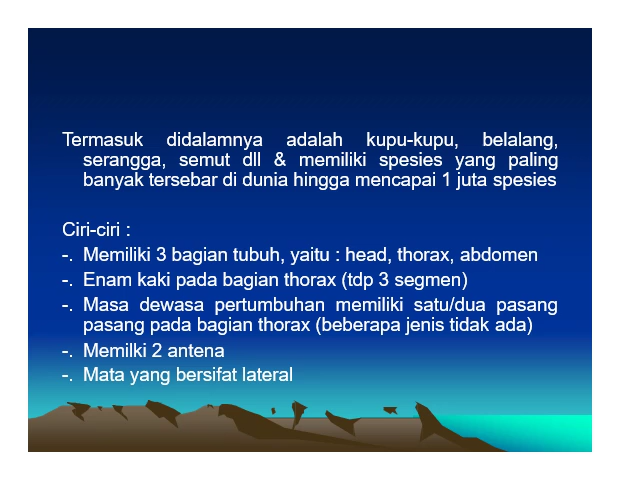 Termasuk didalamnya adalah kupu-kupu, belalang,
serangga, semut dll & memiliki spesies yang paling
banyak tersebar di dunia hingga mencapai 1 juta spesies
Ciri-ciri :
-. Memiliki 3 bagian tubuh, yaitu : head, thorax, abdomen
-. Enam kaki pada bagian thorax (tdp 3 segmen)
-. Masa dewasa pertumbuhan memiliki satu/dua pasang
pasang pada bagian thorax (beberapa jenis tidak ada)
-. Memilki 2 antena
-. Mata yang bersifat lateral